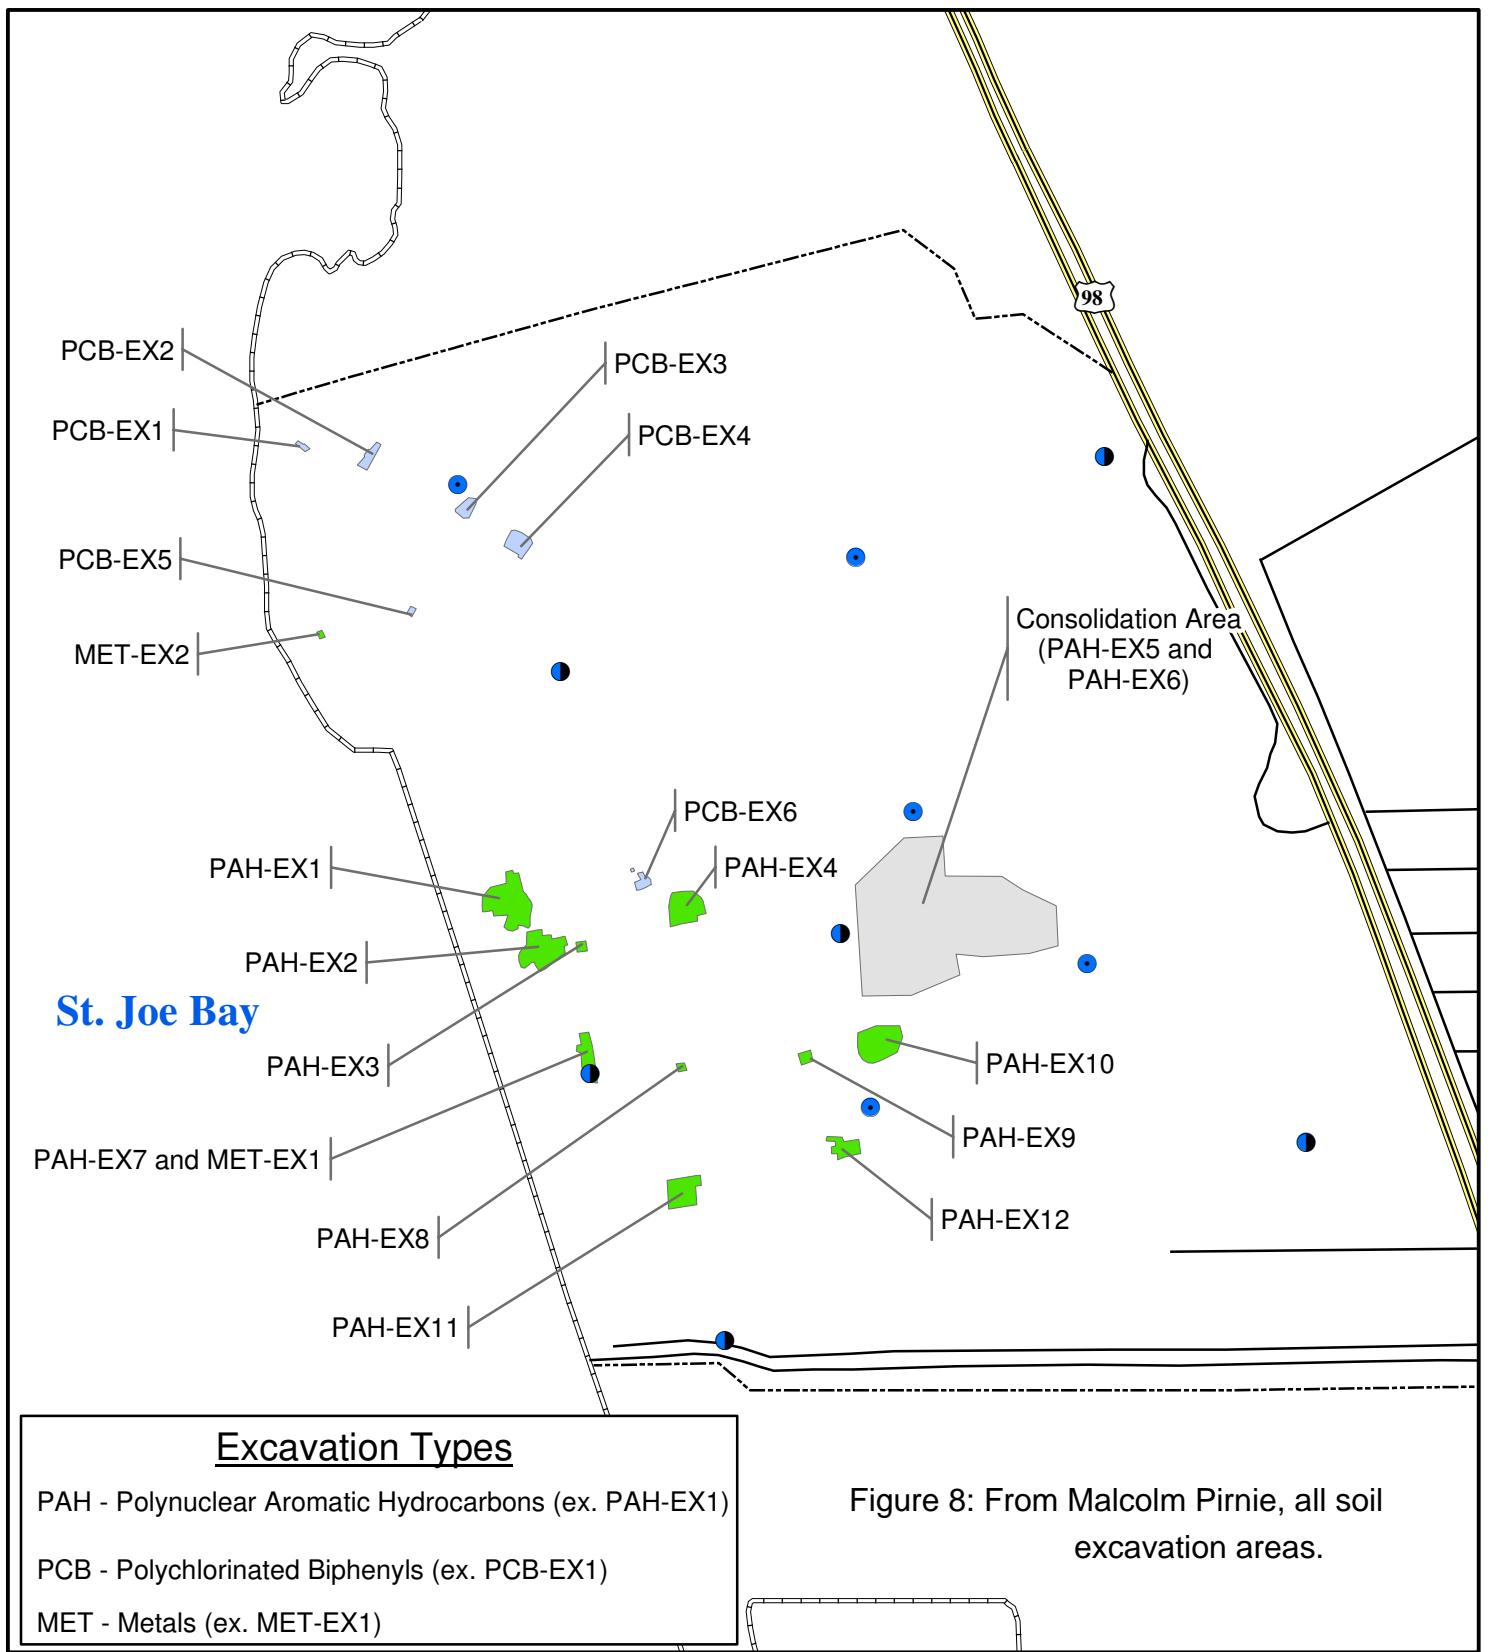 98
PCB-EX2
PCB-EX3
PCB-EX1
PCB-EX4
PCB-EX5
Consolidation Area
(PAH-EX5 and
PAH-EX6)
MET-EX2
PCB-EX6
PAH-EX1
PAH-EX4
PAH-EX2
St. Joe Bay
PAH-EX3
PAH-EX10
PAH-EX9
PAH-EX7 and MET-EX1
PAH-EX12
PAH-EX8
PAH-EX11
Excavation Types
PAH - Polynuclear Aromatic Hydrocarbons (ex. PAH-EX1)
PCB - Polychlorinated Biphenyls (ex. PCB-EX1)
MET - Metals (ex. MET-EX1)
Figure 8: From Malcolm Pirnie, all soil
excavation areas.